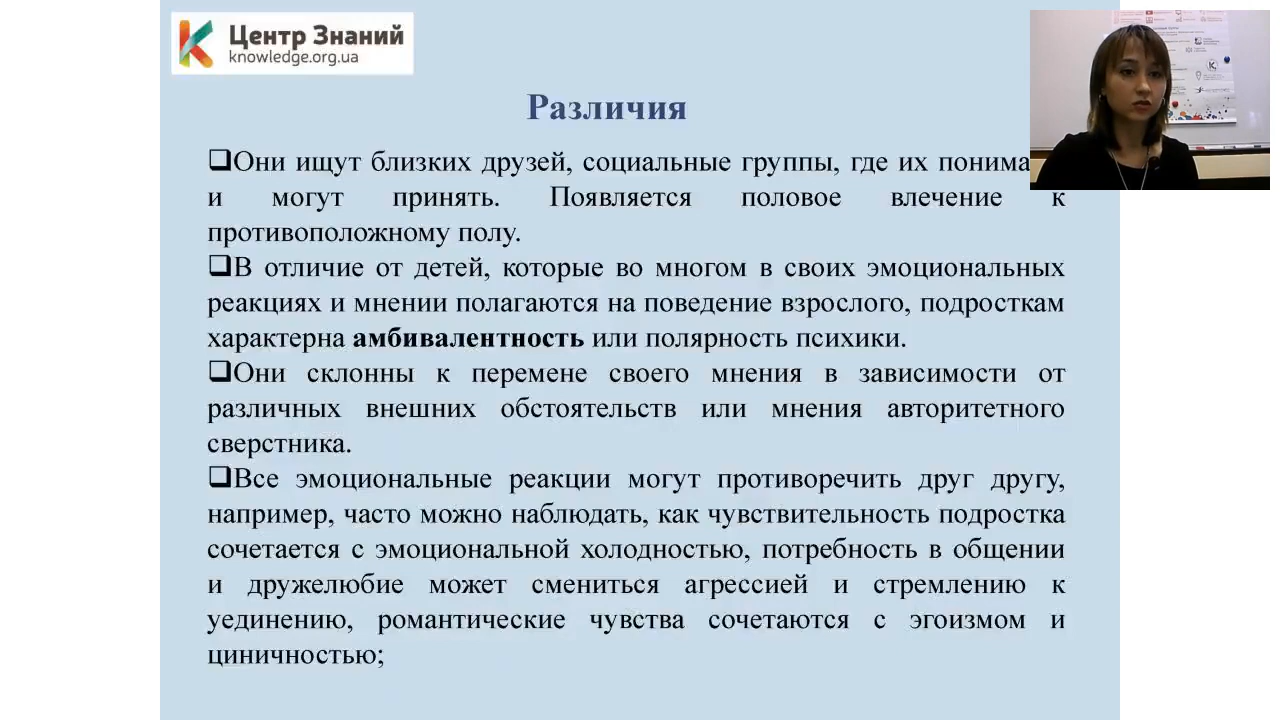 Центр Знаний
knowledge.org.ua
Различия
Они ищут близких друзей, социальные группы, где их
и могут принять. Появляется половое влечение к
противоположному полу.
В отличие от детей, которые во многом в своих эмоциональных
реакциях и мнении полагаются на поведение взрослого, подросткам
характерна амбивалентность или полярность психики.
Они склонны к перемене своего мнения в зависимости от
различных внешних обстоятельств или мнения авторитетного
сверстника.
Все эмоциональные реакции могут противоречить друг другу,
например, часто можно наблюдать, как чувствительность подростка
сочетается с эмоциональной холодностью, потребность в общении
и дружелюбие может смениться агрессией и стремлению к
уединению, романтические чувства сочетаются с эгоизмом и
циничностью;